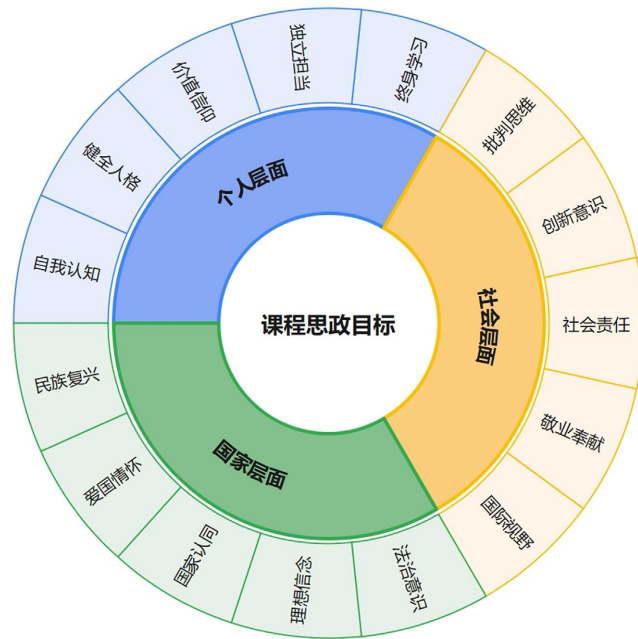 课程思政目标
个人层面
自我认知
健全人格
价值信仰
独立担当
终身学习
社会层面
批判思维
创新意识
社会责任
敬业奉献
国际视野
国家层面
法治意识
理想信念
国家认同
爱国情怀
民族复兴